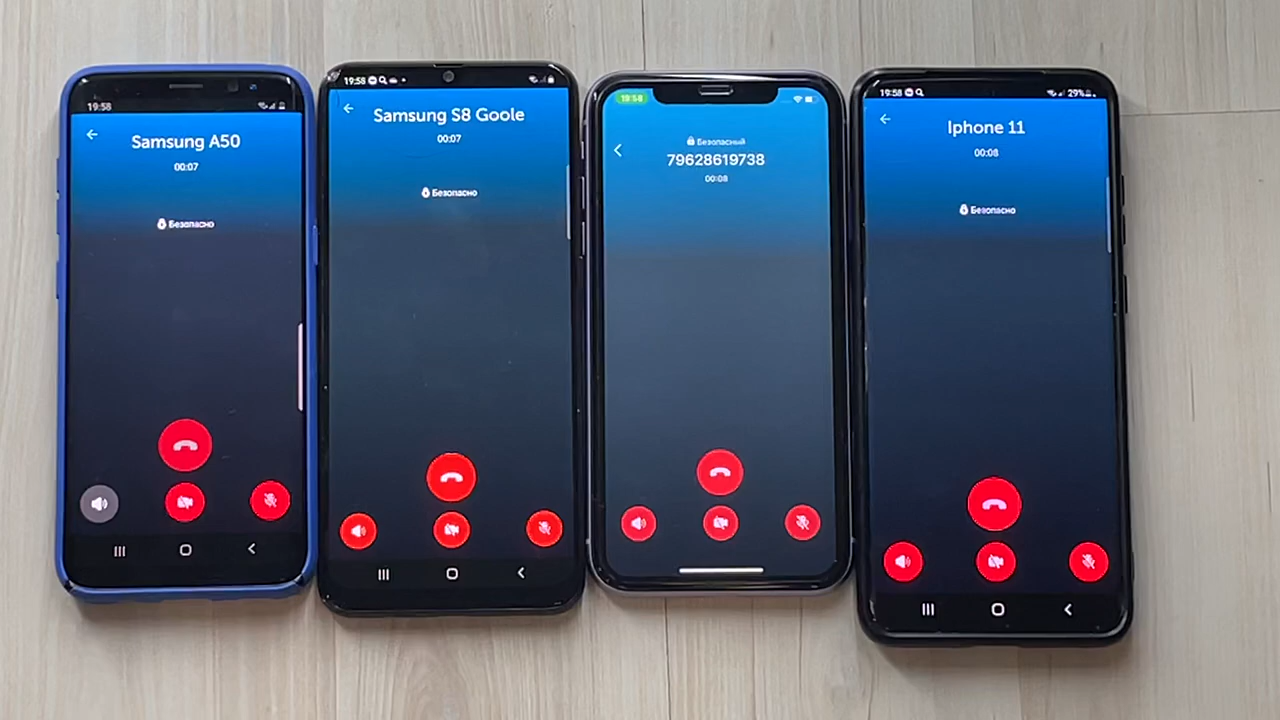 19:58
Samsung A50
00:07
Безопасно
19:58
Samsung S8 Goole
00:07
Безопасно
19:58
Безопасный
79628619738
00:08
19:58 29%
Iphone 11
00:08
Безопасно